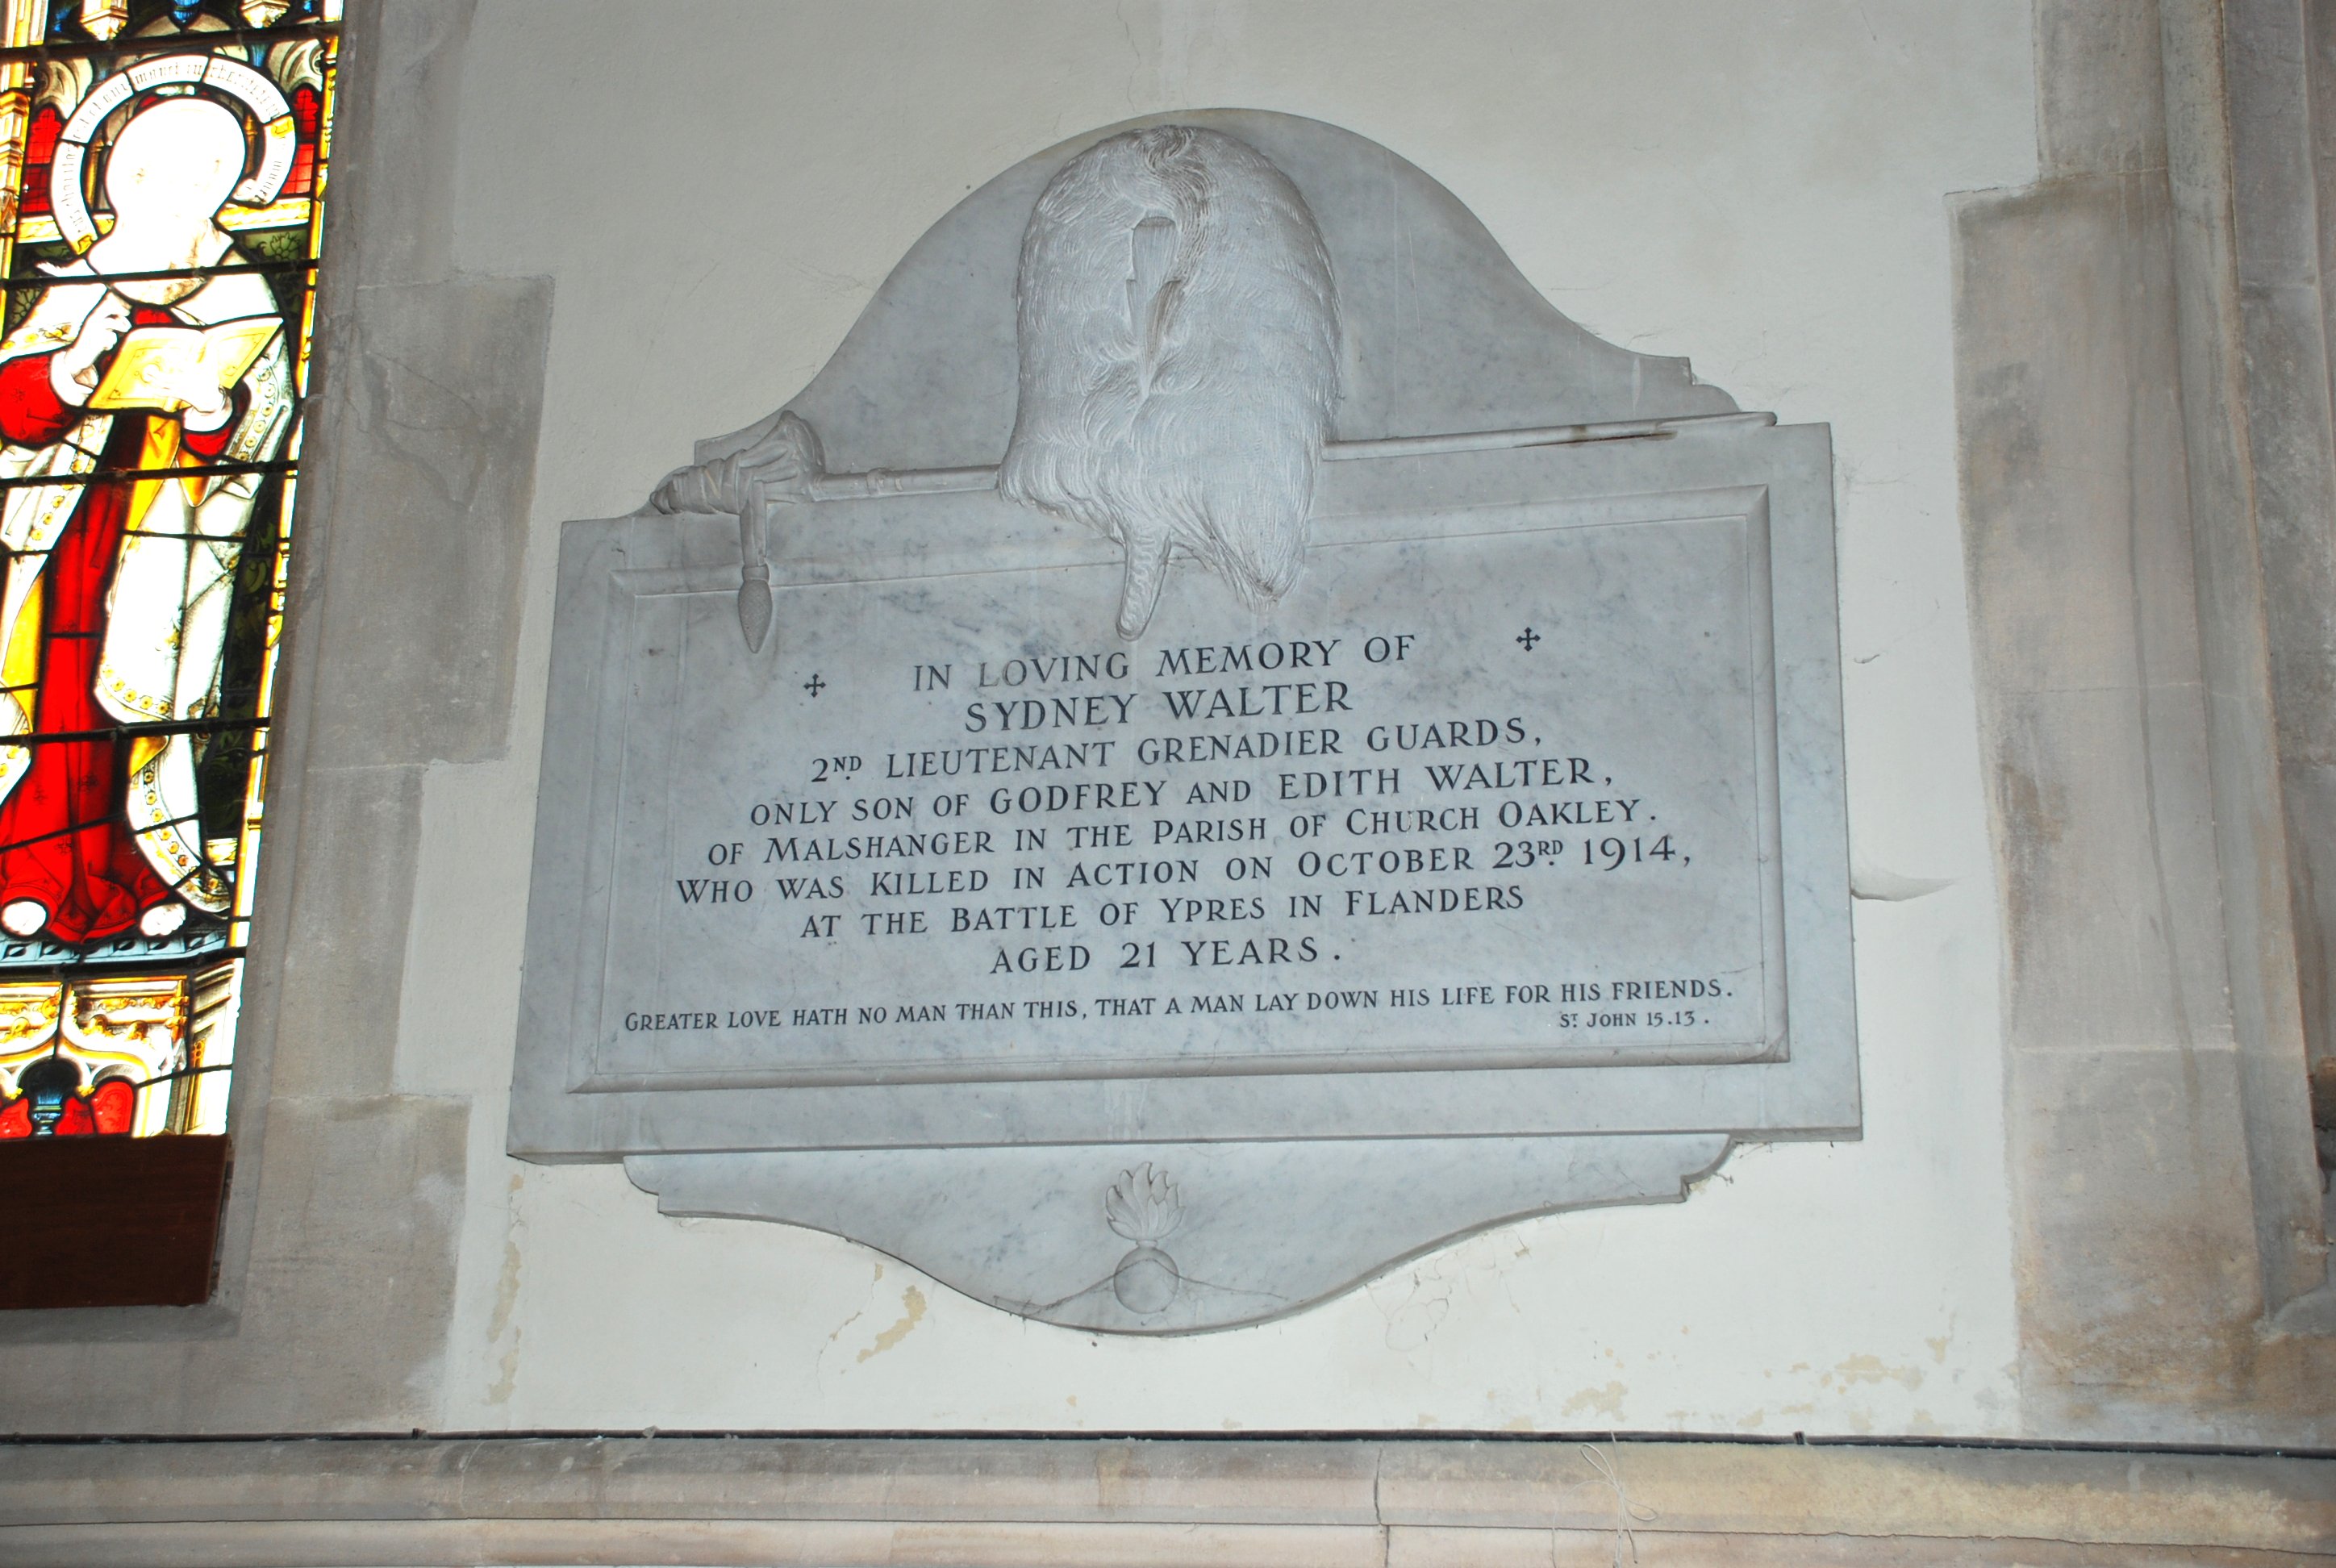 IN LOVING MEMORY OF
SYDNEY WALTER
2ND LIEUTENANT GRENADIER GUARDS,
ONLY SON OF GODFREY AND EDITH WALTER,
OF MALSHANGER IN THE PARISH OF CHURCH OAKLEY.
WHO WAS KILLED IN ACTION ON OCTOBER 23RD 1914,
AT THE BATTLE OF YPRES IN FLANDERS
AGED 21 YEARS.
GREATER LOVE HATH NO MAN THAN THIS, THAT A MAN LAY DOWN HIS LIFE FOR HIS FRIENDS.
ST JOHN 15.13.